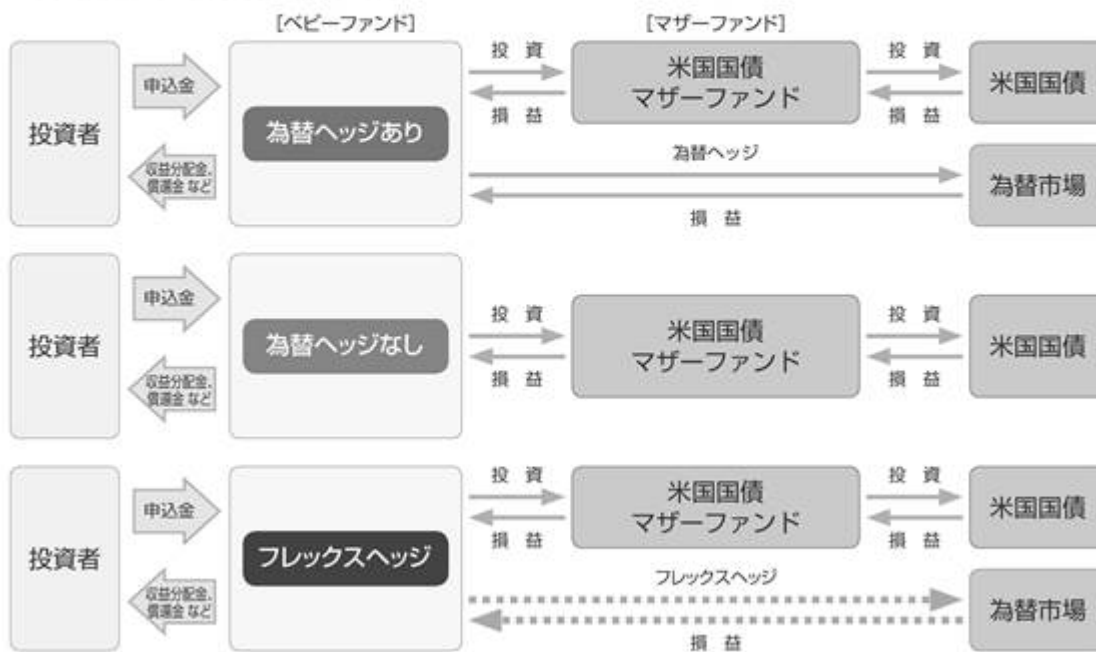 [ベビーファンド]
[マザーファンド]
投資者
申込金
収益分配金、
償還金 など
為替ヘッジあり
投 資
損 益
米国国債
マザーファンド
投 資
損 益
米国国債
為替ヘッジ
損 益
為替市場
投資者
申込金
収益分配金、
償還金 など
為替ヘッジなし
投 資
損 益
米国国債
マザーファンド
投 資
損 益
米国国債
投資者
申込金
収益分配金、
償還金 など
フレックスヘッジ
投 資
損 益
米国国債
マザーファンド
投 資
損 益
米国国債
フレックスヘッジ
損 益
為替市場